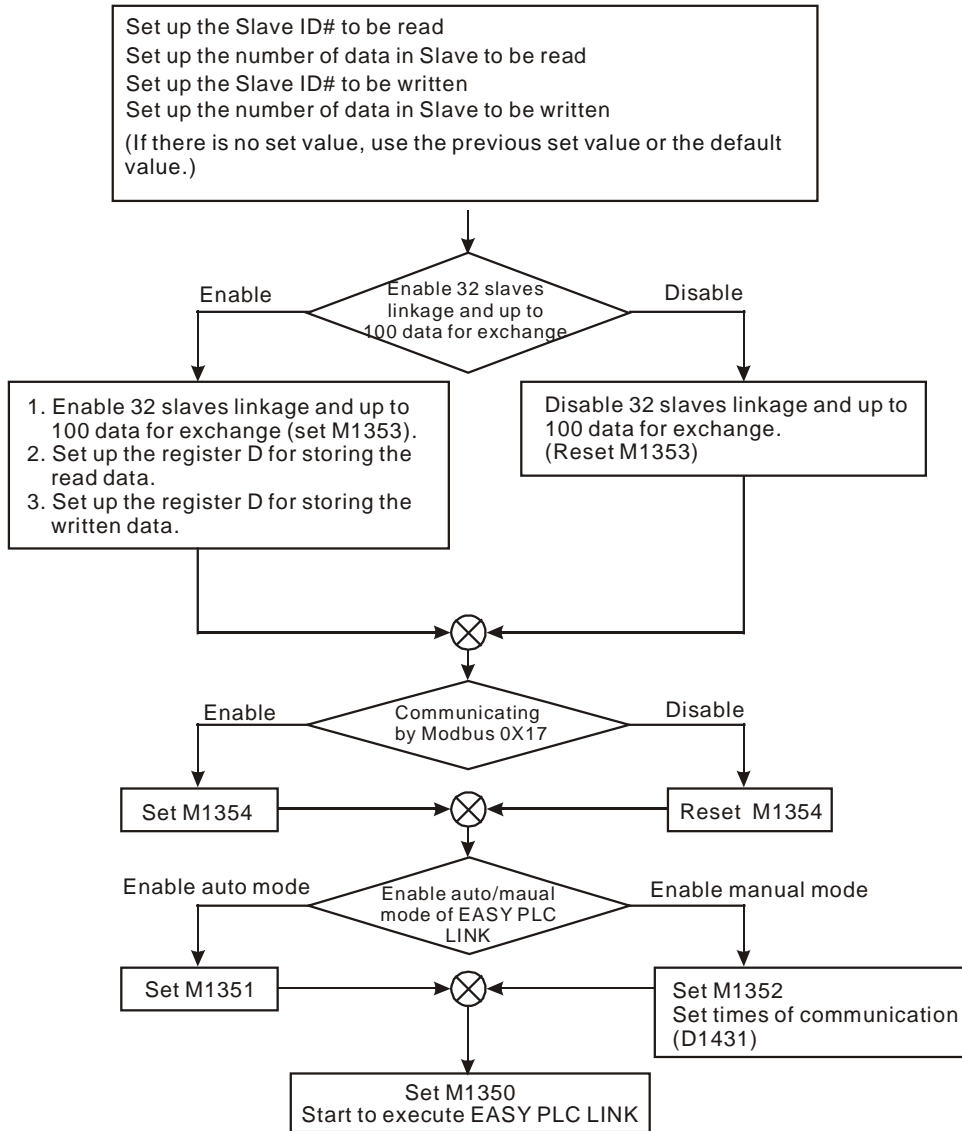 Set up the Slave ID# to be read
Set up the number of data in Slave to be read
Set up the Slave ID# to be written
Set up the number of data in Slave to be written
(If there is no set value, use the previous set value or the default
value.)
Enable
Enable 32 slaves
linkage and up to
100 data for exchange
Disable
1. Enable 32 slaves linkage and up to
100 data for exchange (set M1353).
2. Set up the register D for storing the
read data.
3. Set up the register D for storing the
written data.
Disable 32 slaves linkage and up to
100 data for exchange.
(Reset M1353)
Enable
Communicating
by Modbus 0X17
Disable
Set M1354
Reset M1354
Enable auto mode
Enable auto/maual
mode of EASY PLC
LINK
Enable manual mode
Set M1351
Set M1352
Set times of communication
(D1431)
Set M1350
Start to execute EASY PLC LINK